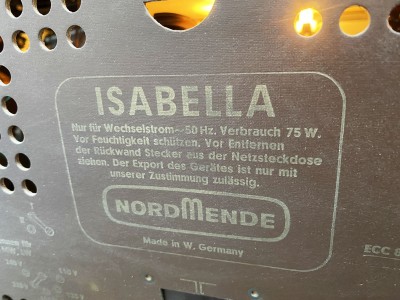 ISABELLA
Nur für Wechselstrom ~ 50 Hz. Verbrauch 75 W.
Vor Feuchtigkeit schützen. Vor Entfernen
der Rückwand Stecker aus der Netzsteckdose
ziehen. Der Export des Gerätes ist nur mit
unserer Zustimmung zulässig.
NORDMENDE
Made in W. Germany
ECC